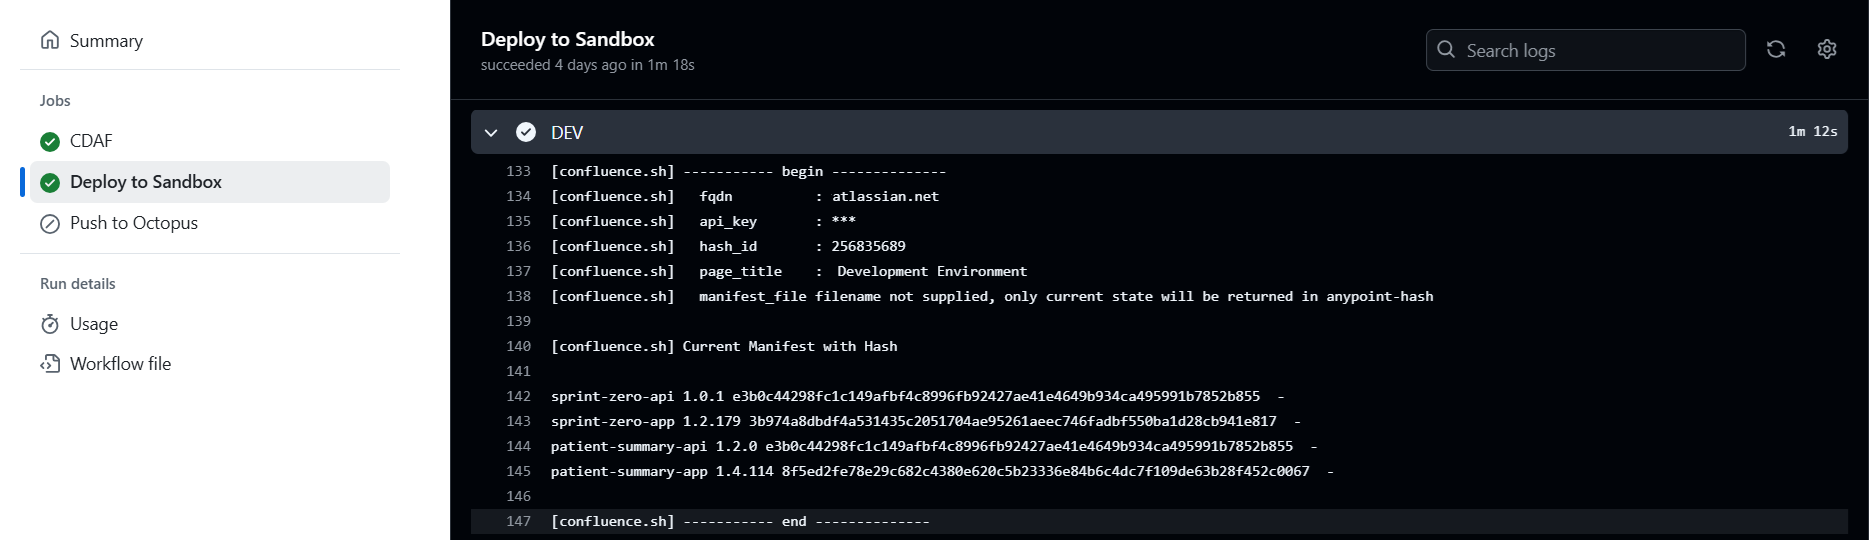 Summary
Jobs
CDAF
Deploy to Sandbox
Push to Octopus
Run details
Usage
Workflow file
Deploy to Sandbox
succeeded 4 days ago in 1m 18s
Search logs
DEV 1m 12s
133 [confluence.sh] ----------- begin --------------
134 [confluence.sh]   fqdn          : atlassian.net
135 [confluence.sh]   api_key       : ***
136 [confluence.sh]   hash_id       : 256835689
137 [confluence.sh]   page_title    :  Development Environment
138 [confluence.sh]   manifest_file filename not supplied, only current state will be returned in anypoint-hash
139
140 [confluence.sh] Current Manifest with Hash
141
142 sprint-zero-api 1.0.1 e3b0c44298fc1c149afbf4c8996fb92427ae41e4649b934ca495991b7852b855  -
143 sprint-zero-app 1.2.179 3b974a8dbdf4a531435c2051704ae95261aeec746fadbf550ba1d28cb941e817  -
144 patient-summary-api 1.2.0 e3b0c44298fc1c149afbf4c8996fb92427ae41e4649b934ca495991b7852b855  -
145 patient-summary-app 1.4.114 8f5ed2fe78e29c682c4380e620c5b23336e84b6c4dc7f109de63b28f452c0067  -
146
147 [confluence.sh] ----------- end --------------